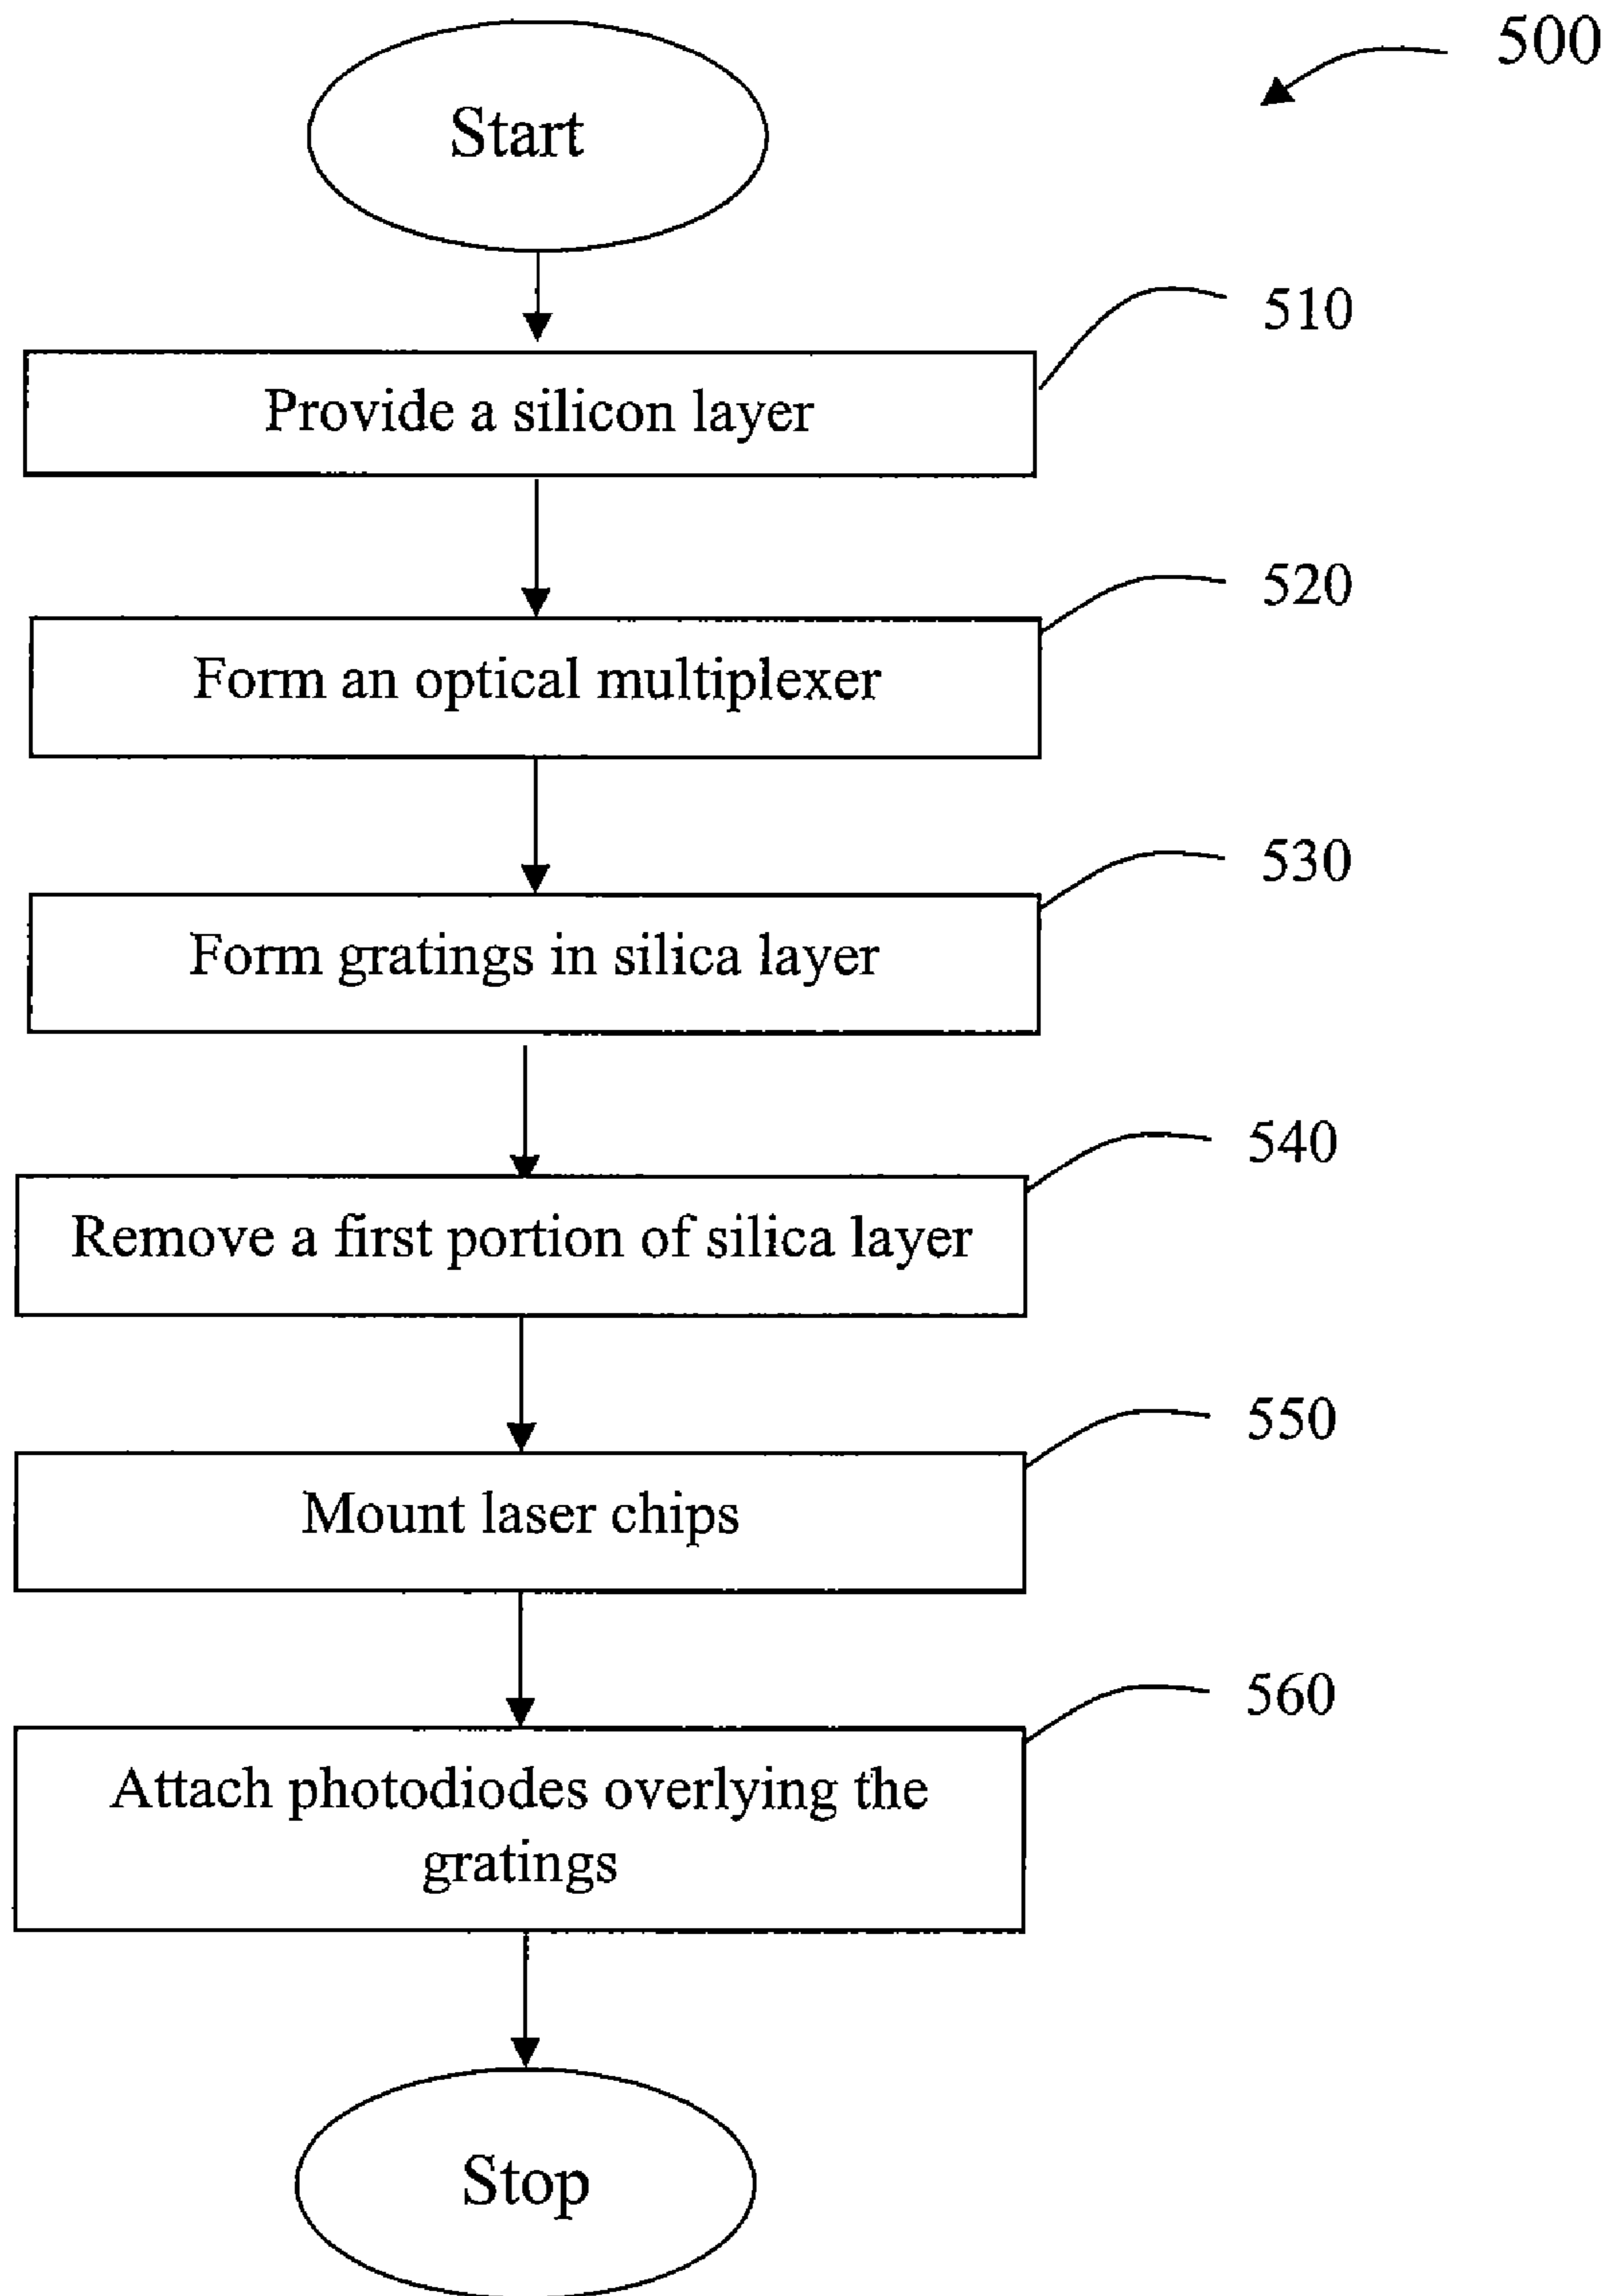 500
Start
510
Provide a silicon layer
520
Form an optical multiplexer
530
Form gratings in silica layer
540
Remove a first portion of silica layer
550
Mount laser chips
560
Attach photodiodes overlying the
gratings
Stop